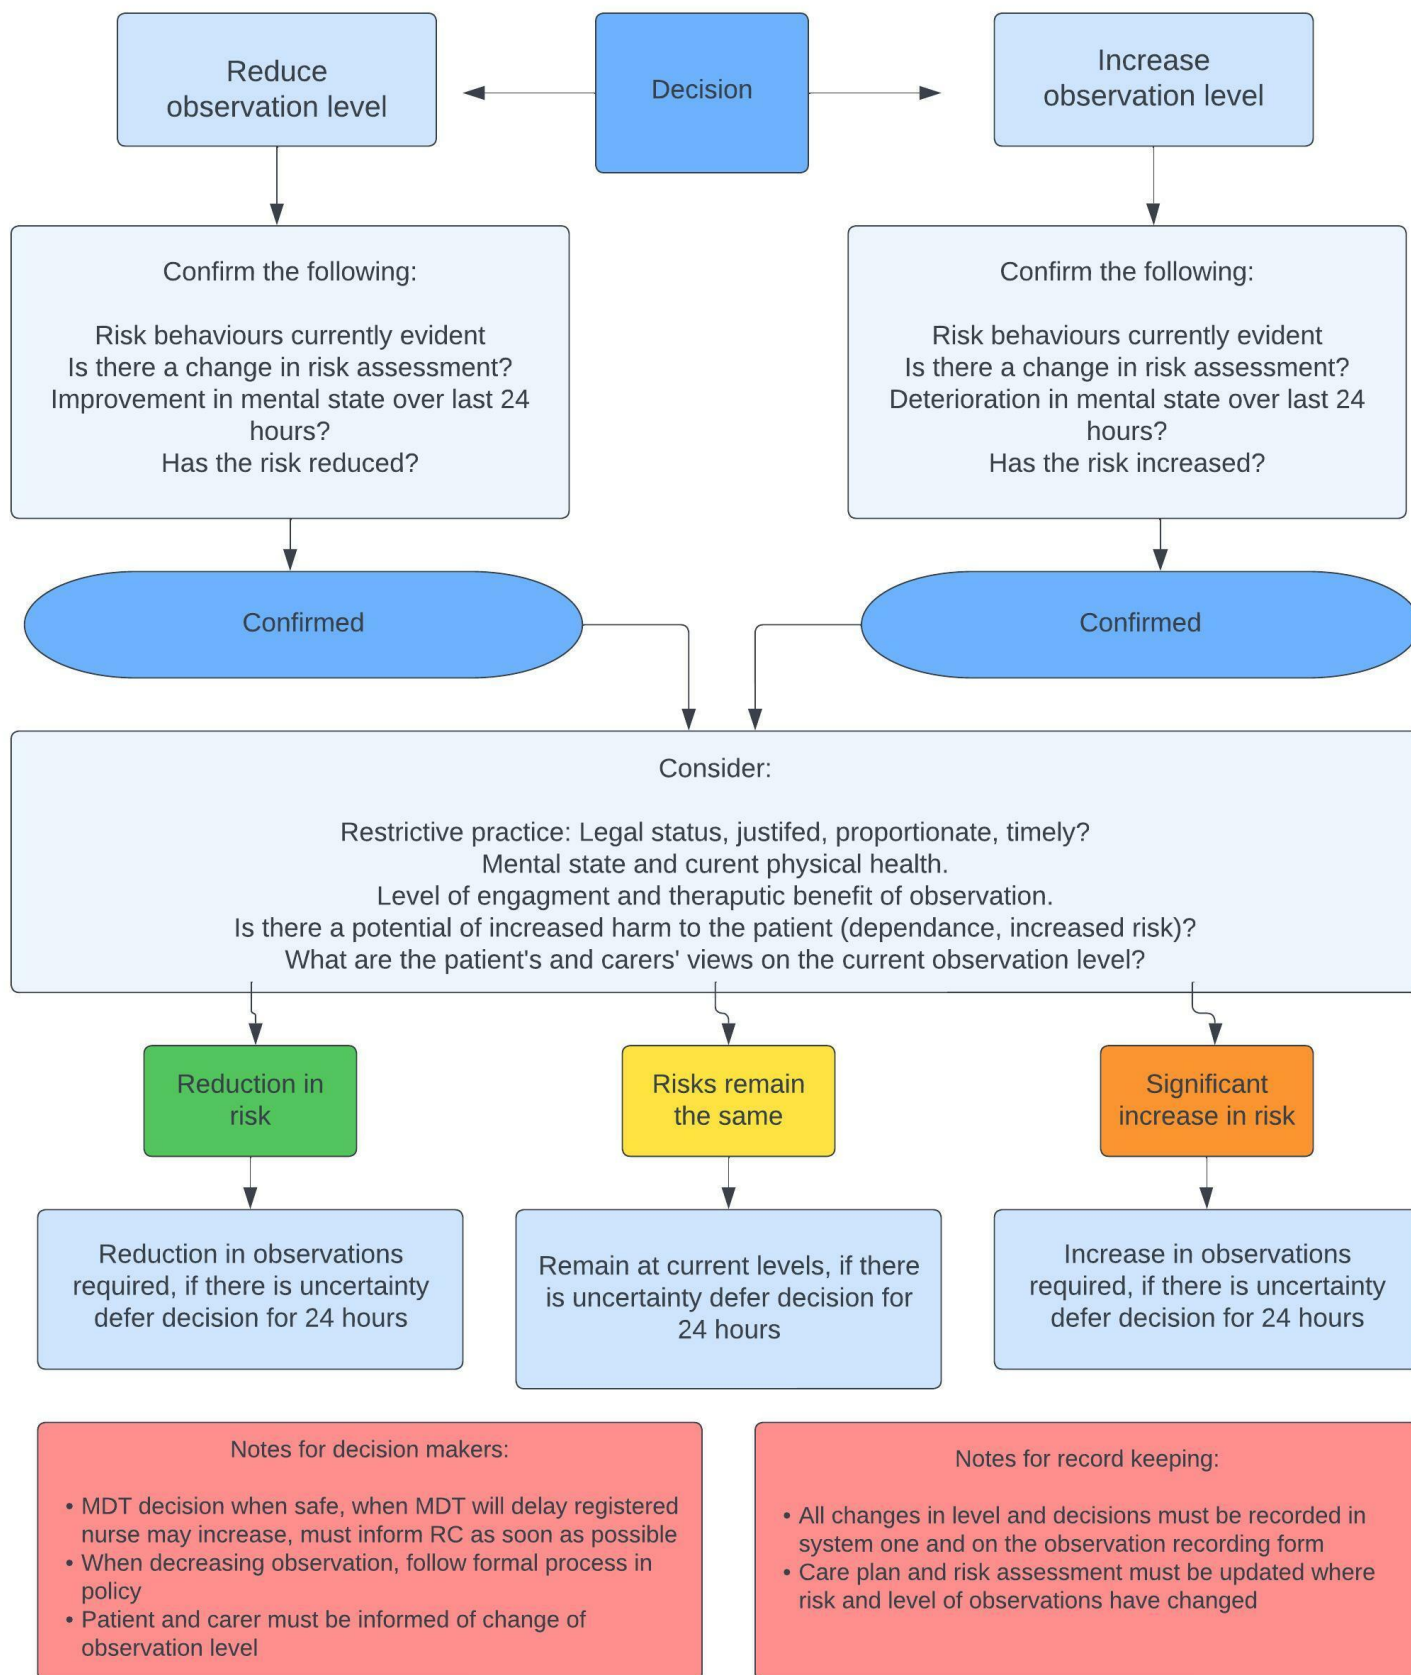 Reduce
observation level
Decision
Increase
observation level
Confirm the following:
Risk behaviours currently evident
Is there a change in risk assessment?
Improvement in mental state over last 24
hours?
Has the risk reduced?
Confirm the following:
Risk behaviours currently evident
Is there a change in risk assessment?
Deterioration in mental state over last 24
hours?
Has the risk increased?
Confirmed
Confirmed
Consider:
Restrictive practice: Legal status, justifed, proportionate, timely?
Mental state and curent physical health.
Level of engagment and theraputic benefit of observation.
Is there a potential of increased harm to the patient (dependance, increased risk)?
What are the patient's and carers' views on the current observation level?
Reduction in
risk
Risks remain
the same
Significant
increase in risk
Reduction in observations
required, if there is uncertainty
defer decision for 24 hours
Remain at current levels, if there
is uncertainty defer decision for
24 hours
Increase in observations
required, if there is uncertainty
defer decision for 24 hours
Notes for decision makers:
• MDT decision when safe, when MDT will delay registered
nurse may increase, must inform RC as soon as possible
• When decreasing observation, follow formal process in
policy
• Patient and carer must be informed of change of
observation level
Notes for record keeping:
• All changes in level and decisions must be recorded in
system one and on the observation recording form
• Care plan and risk assessment must be updated where
risk and level of observations have changed